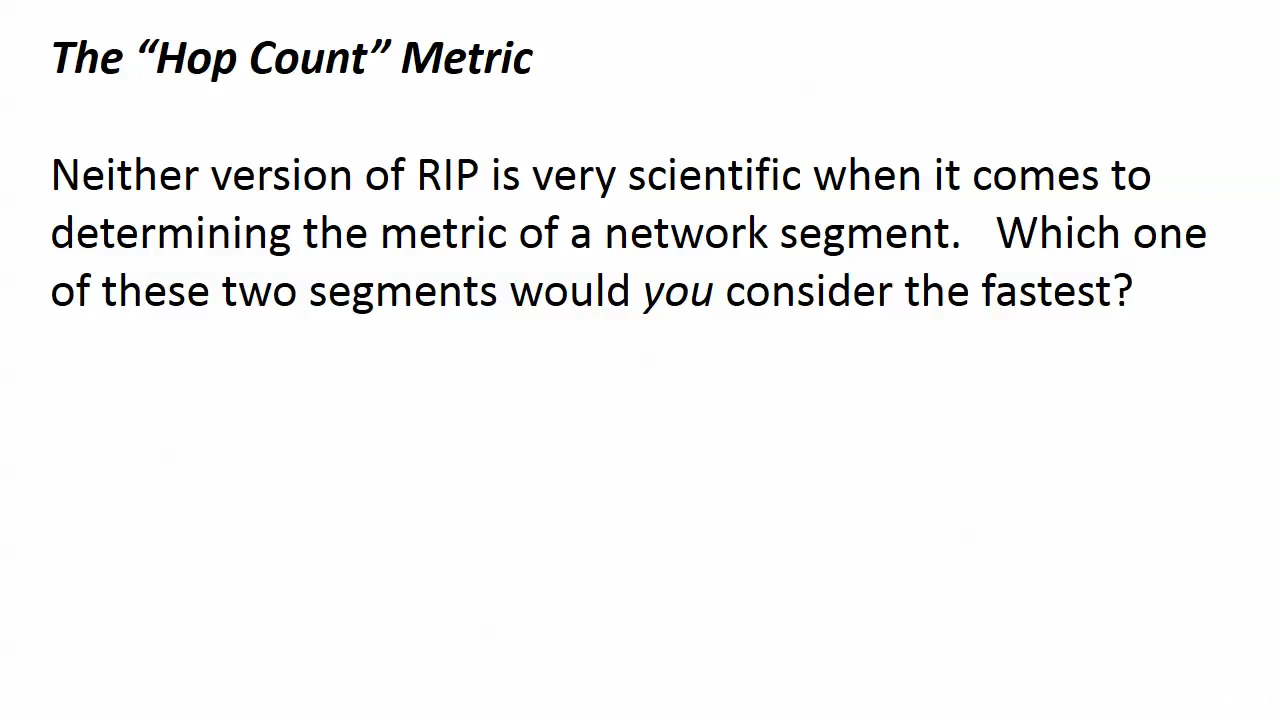 The “Hop Count” Metric
Neither version of RIP is very scientific when it comes to
determining the metric of a network segment.   Which one
of these two segments would you consider the fastest?